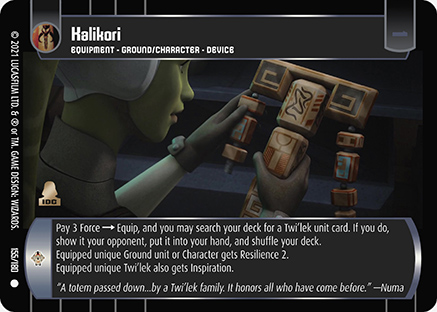 Kalikori
EQUIPMENT - GROUND/CHARACTER - DEVICE
© 2021 LUCASFILM LTD. & ® or TM. GAME DESIGN: WIZARDS.
IDC
Pay 3 Force → Equip, and you may search your deck for a Twi'lek unit card. If you do,
show it your opponent, put it into your hand, and shuffle your deck.
Equipped unique Ground unit or Character gets Resilience 2.
Equipped unique Twi'lek also gets Inspiration.
"A totem passed down...by a Twi'lek family. It honors all who have come before." —Numa
155/180